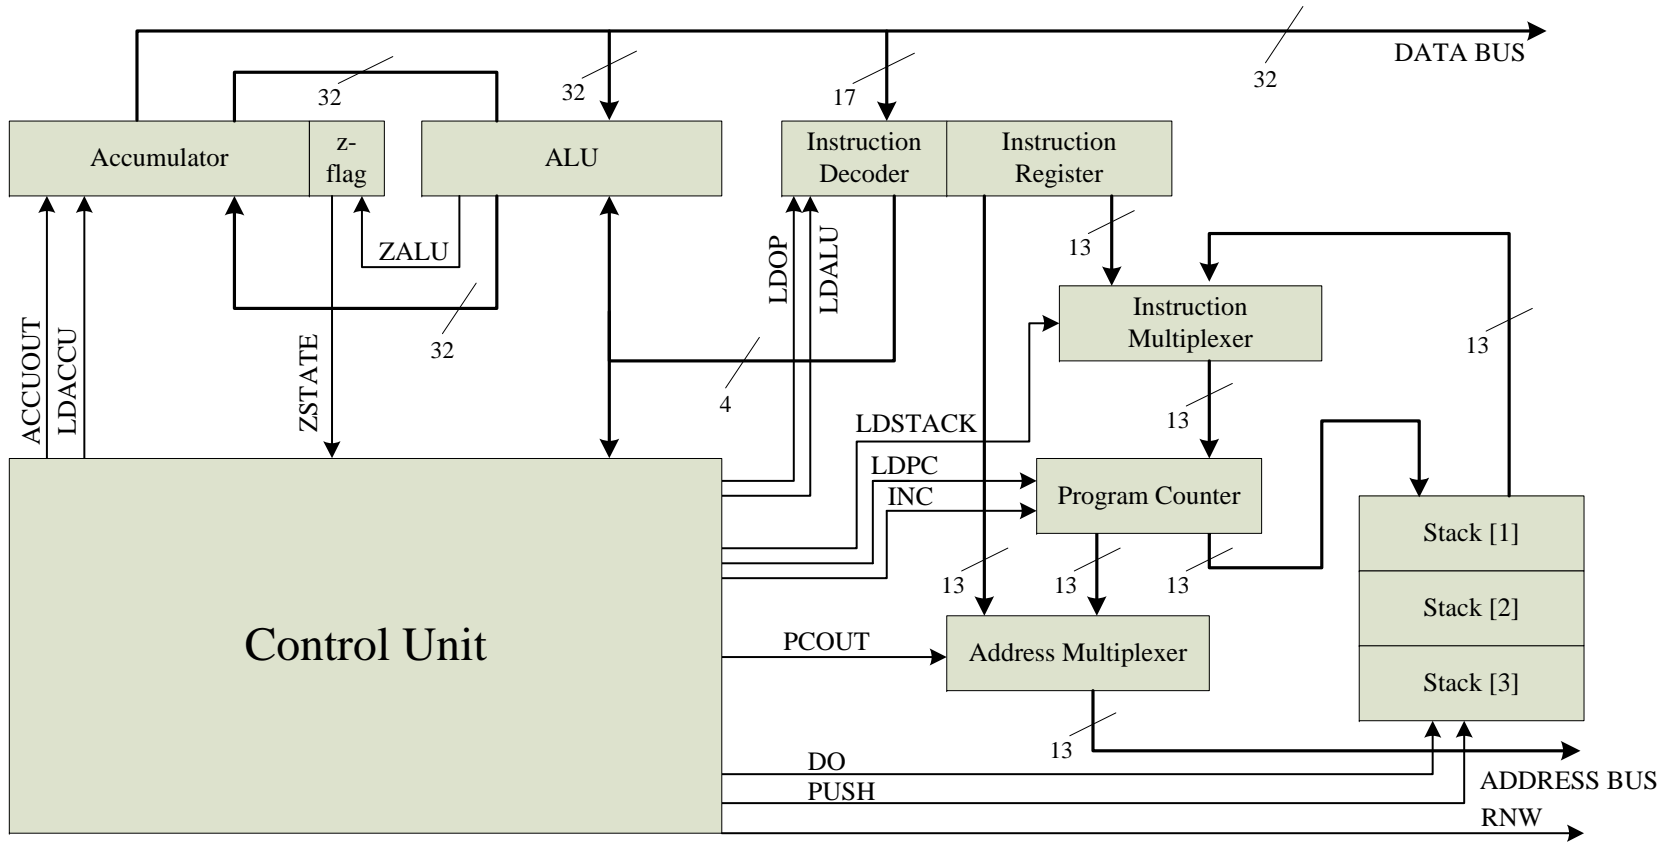 DATA BUS
32
32
32
17
Accumulator
z-
flag
ALU
Instruction
Decoder
Instruction
Register
ZALU
32
13
LDOP
LDALU
ACCUOUT
LDACCU
ZSTATE
4
Instruction
Multiplexer
13
13
LDSTACK
LDPC
INC
Program Counter
Stack [1]
Stack [2]
Stack [3]
13
13
13
Control Unit
PCOUT
Address Multiplexer
13
DO
PUSH
ADDRESS BUS
RNW